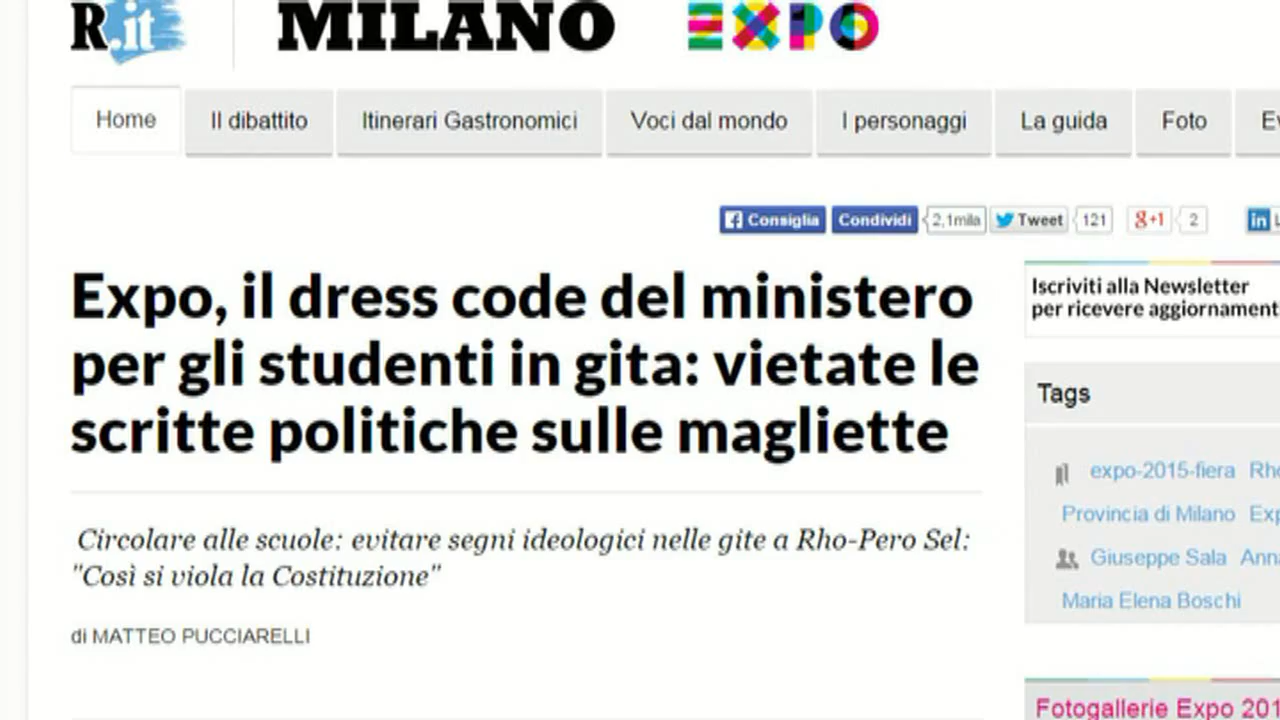 R.it MILANO EXPO
Home Il dibattito Itinerari Gastronomici Voci dal mondo I personaggi La guida Foto
Consiglia Condividi 2,1mila Tweet 121 g+1 2 in
Expo, il dress code del ministero
per gli studenti in gita: vietate le
scritte politiche sulle magliette
Circolare alle scuole: evitare segni ideologici nelle gite a Rho-Pero Sel:
"Così si viola la Costituzione"
di MATTEO PUCCIARELLI
Iscriviti alla Newsletter
per ricevere aggiornament
Tags
expo-2015-fiera Rho
Provincia di Milano Exp
Giuseppe Sala Anna
Maria Elena Boschi
Fotogallerie Expo 201